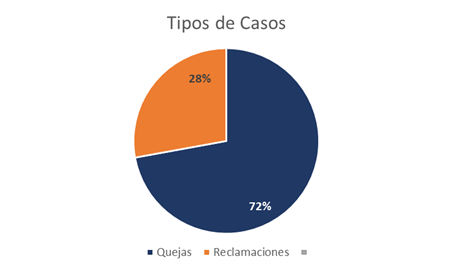 Tipos de Casos
28%
72%
Quejas Reclamaciones